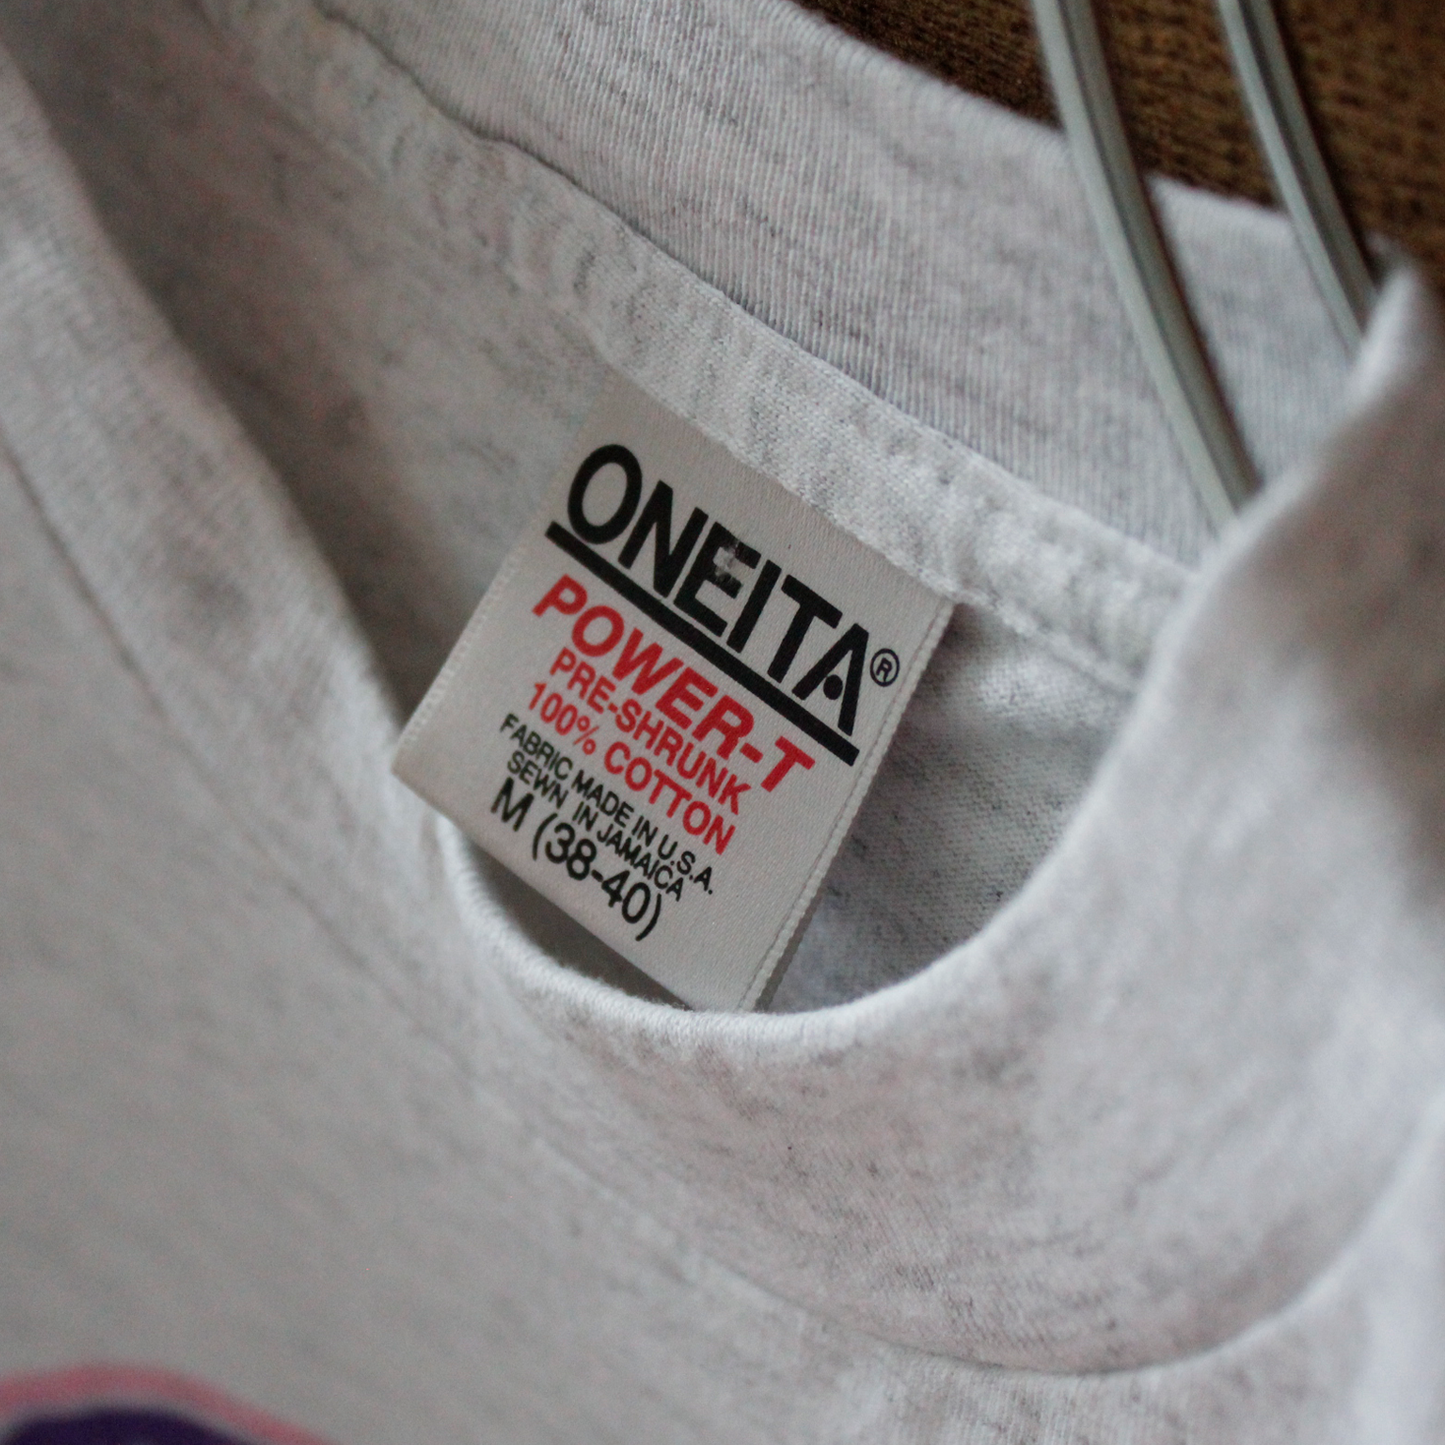 ONEITA®
POWER-T
PRE-SHRUNK
100% COTTON
FABRIC MADE IN U.S.A.
SEWN IN JAMAICA
M (38-40)